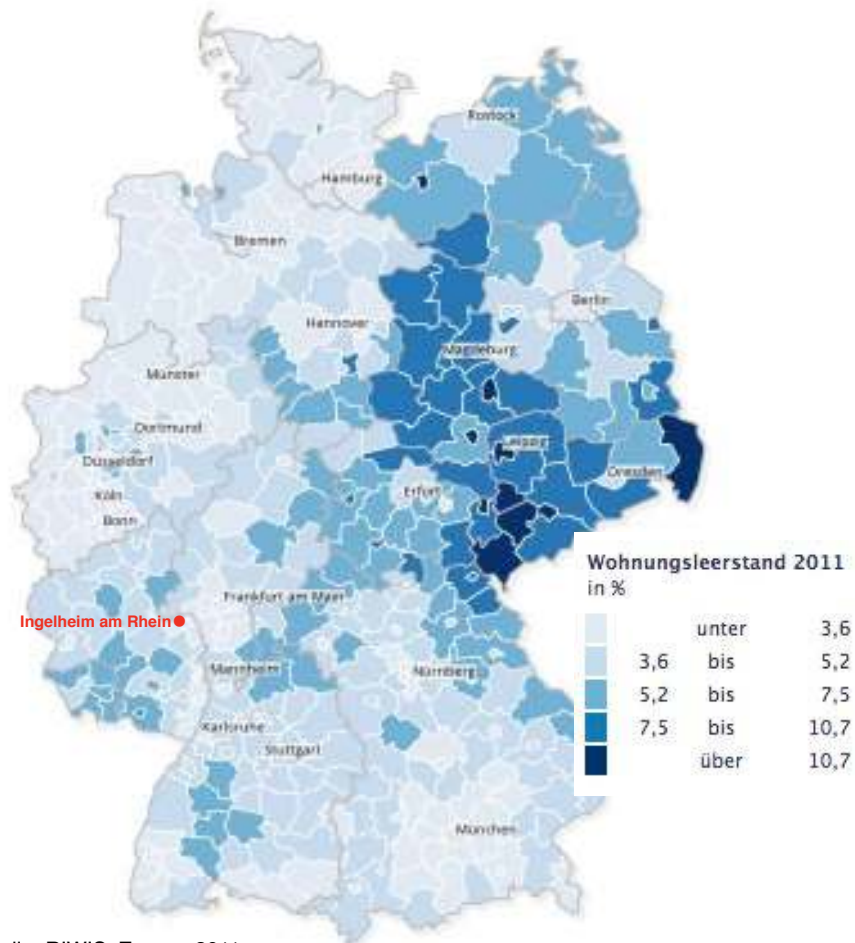 Rostock
Hamburg
Bremen
Berlin
Hannover
Magdeburg
Münster
Dortmund
Leipzig
Düsseldorf
Dresden
Köln
Erfurt
Bonn
Wohnungsleerstand 2011
in %
unter 3,6
3,6 bis 5,2
5,2 bis 7,5
7,5 bis 10,7
über 10,7
Frankfurt am Main
Ingelheim am Rhein
Mannheim
Nürnberg
Karlsruhe
Stuttgart
München